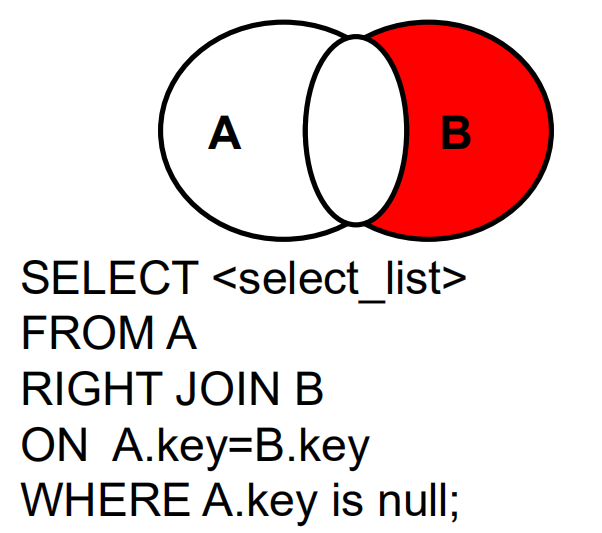 A B
SELECT <select_list>
FROM A
RIGHT JOIN B
ON  A.key=B.key
WHERE A.key is null;